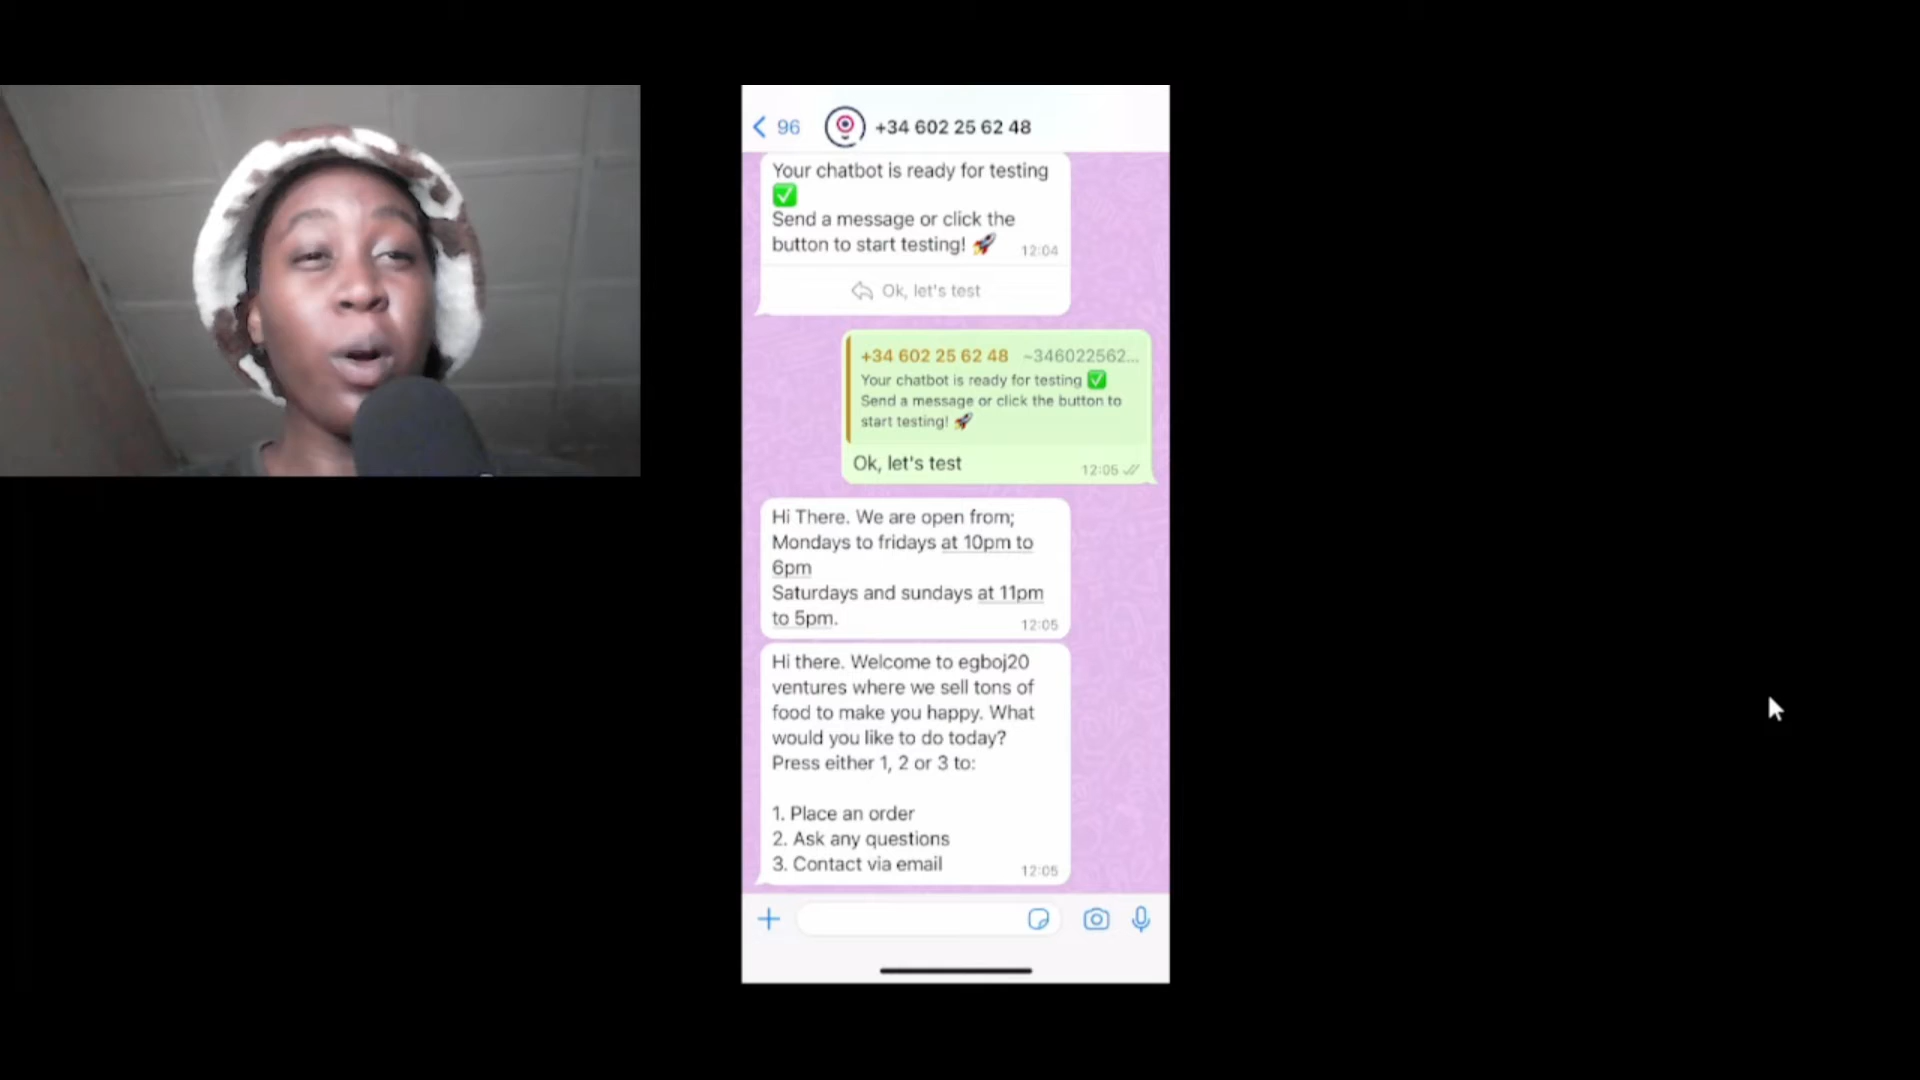 96
+34 602 25 62 48
Your chatbot is ready for testing
✅
Send a message or click the
button to start testing! 🚀
12:04
Ok, let's test
+34 602 25 62 48 ~346022562...
Your chatbot is ready for testing ✅
Send a message or click the button to
start testing! 🚀
Ok, let's test
12:05
Hi There. We are open from;
Mondays to fridays at 10pm to
6pm
Saturdays and sundays at 11pm
to 5pm.
12:05
Hi there. Welcome to egboj20
ventures where we sell tons of
food to make you happy. What
would you like to do today?
Press either 1, 2 or 3 to:
1. Place an order
2. Ask any questions
3. Contact via email
12:05